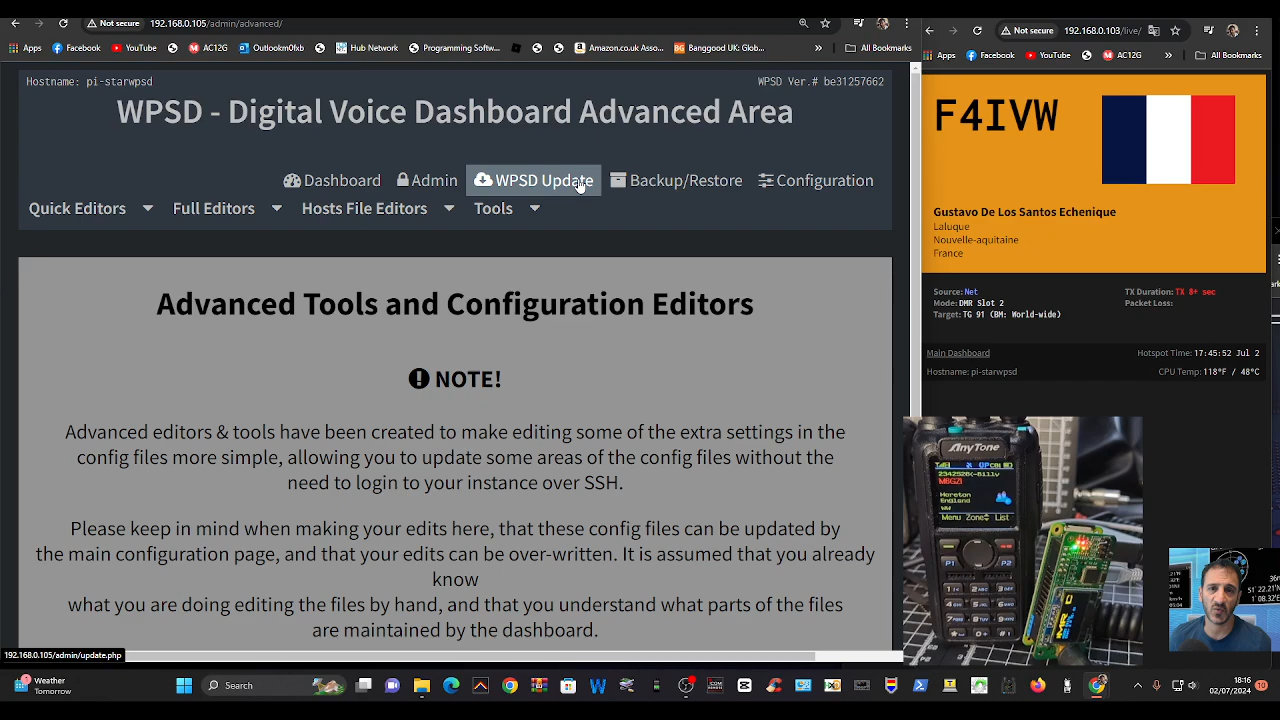 Not secure 192.168.0.105/admin/advanced/
Apps Facebook YouTube AC12G Outlookm0fxb Hub Network Programming Softw... Amazon.co.uk Asso... Banggood UK: Glob... » All Bookmarks
Hostname: pi-starwpsd
WPSD Ver.# be31257662
WPSD - Digital Voice Dashboard Advanced Area
Dashboard Admin WPSD Update Backup/Restore Configuration
Quick Editors Full Editors Hosts File Editors Tools
Advanced Tools and Configuration Editors
NOTE!
Advanced editors & tools have been created to make editing some of the extra settings in the
config files more simple, allowing you to update some areas of the config files without the
need to login to your instance over SSH.
Please keep in mind when making your edits here, that these config files can be updated by
the main configuration page, and that your edits can be over-written. It is assumed that you already
know
what you are doing editing the files by hand, and that you understand what parts of the files
are maintained by the dashboard.
192.168.0.105/admin/update.php
Not secure 192.168.0.103/live/
Apps Facebook YouTube AC12G » All Bookmarks
F4IVW
Gustavo De Los Santos Echenique
Laluque
Nouvelle-aquitaine
France
Source: Net
TX Duration: TX 8+ sec
Mode: DMR Slot 2
Packet Loss:
Target: TG 91 (BM: World-wide)
Main Dashboard
Hotspot Time: 17:45:52 Jul 2
Hostname: pi-starwpsd
CPU Temp: 118°F / 48°C
AnyTone
England
WW
Menu Zone List
P1 P2
Weather
Tomorrow
Search
18:16
02/07/2024